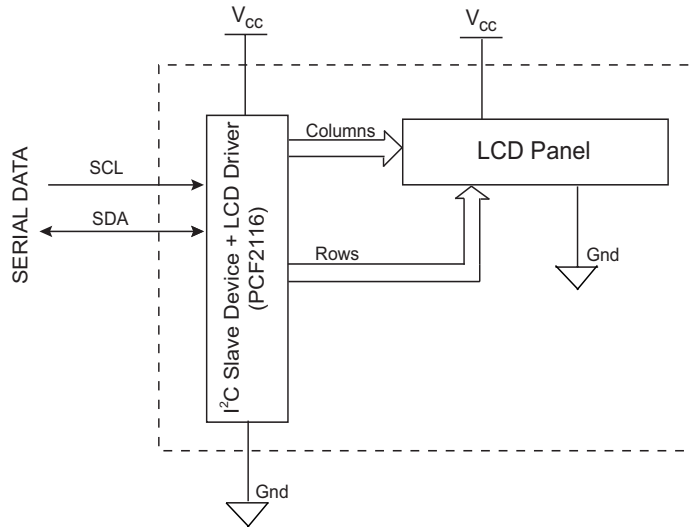 Vcc
Vcc
Columns
LCD Panel
SCL
SDA
SERIAL DATA
I²C Slave Device + LCD Driver
(PCF2116)
Rows
Gnd
Gnd